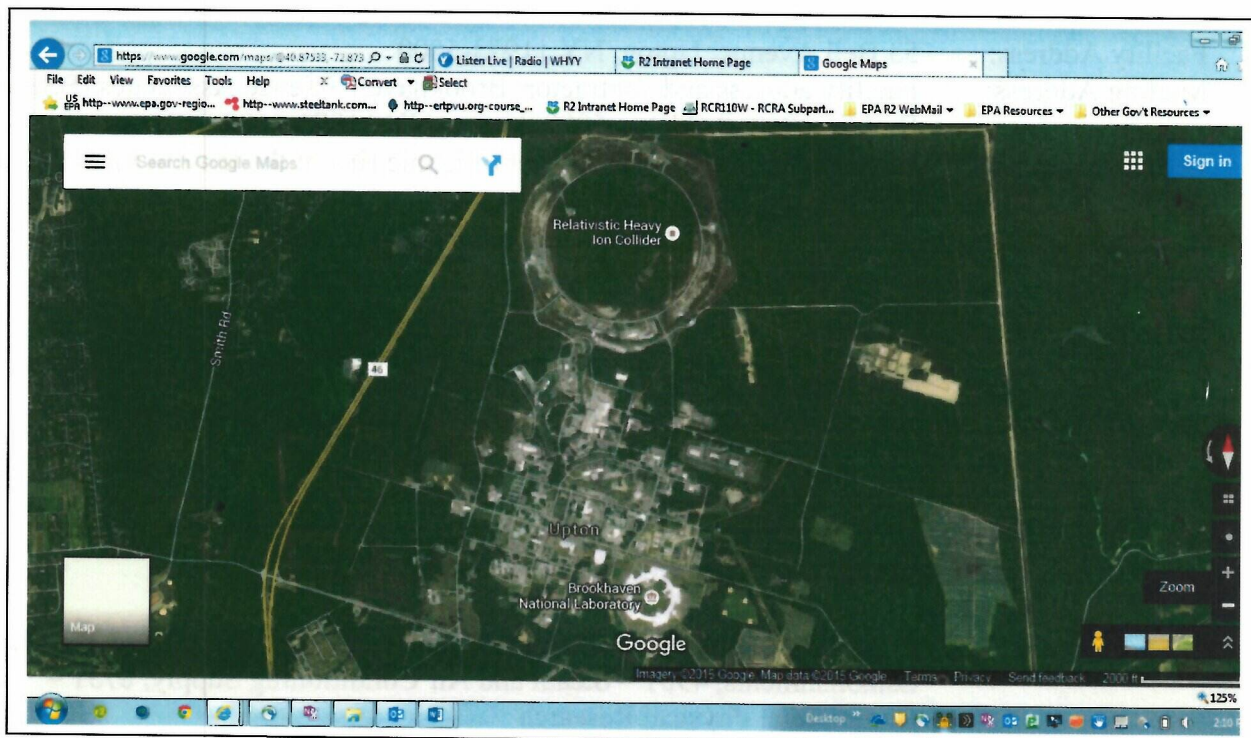 https://www.google.com/maps/@40.87533,-72.873
Listen Live | Radio | WHYY
R2 Intranet Home Page
Google Maps
File Edit View Favorites Tools Help
Convert
Select
http--www.epa.gov-regio...
http--www.steeltank.com...
http--ertpvu.org-course_...
R2 Intranet Home Page
RCR110W - RCRA Subpart...
EPA R2 WebMail
EPA Resources
Other Gov't Resources
Search Google Maps
Sign in
Relativistic Heavy
Ion Collider
Smith Rd
46
Upton
Brookhaven
National Laboratory
Zoom
Map
Google
Imagery ©2015 Google, Map data ©2015 Google
Terms
Privacy
Send feedback
2000 ft
125%
Desktop